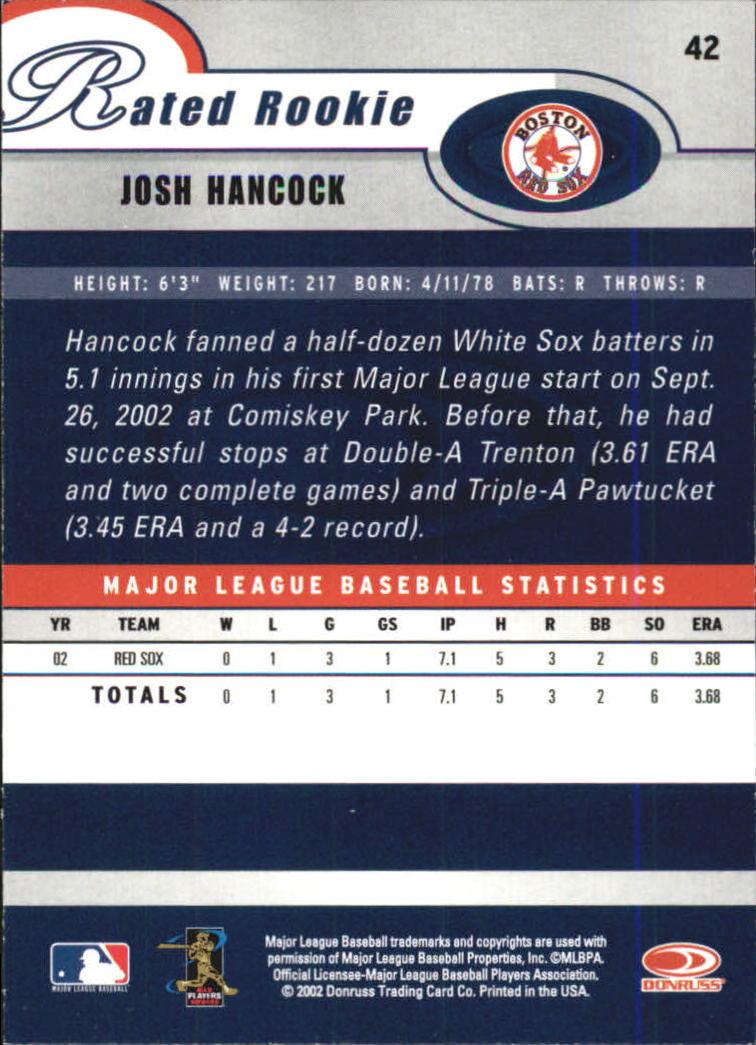 42
Rated Rookie
BOSTON
RED SOX
JOSH HANCOCK
HEIGHT: 6'3" WEIGHT: 217 BORN: 4/11/78 BATS: R THROWS: R
Hancock fanned a half-dozen White Sox batters in
5.1 innings in his first Major League start on Sept.
26, 2002 at Comiskey Park. Before that, he had
successful stops at Double-A Trenton (3.61 ERA
and two complete games) and Triple-A Pawtucket
(3.45 ERA and a 4-2 record).
MAJOR LEAGUE BASEBALL STATISTICS
YR TEAM W L G GS IP H R BB SO ERA
02 RED SOX 0 1 3 1 7.1 5 3 2 6 3.68
TOTALS 0 1 3 1 7.1 5 3 2 6 3.68
Major League Baseball trademarks and copyrights are used with
permission of Major League Baseball Properties, Inc. ©MLBPA.
Official Licensee-Major League Baseball Players Association.
© 2002 Donruss Trading Card Co. Printed in the USA.
MAJOR LEAGUE BASEBALL
PLAYERS
DONRUSS